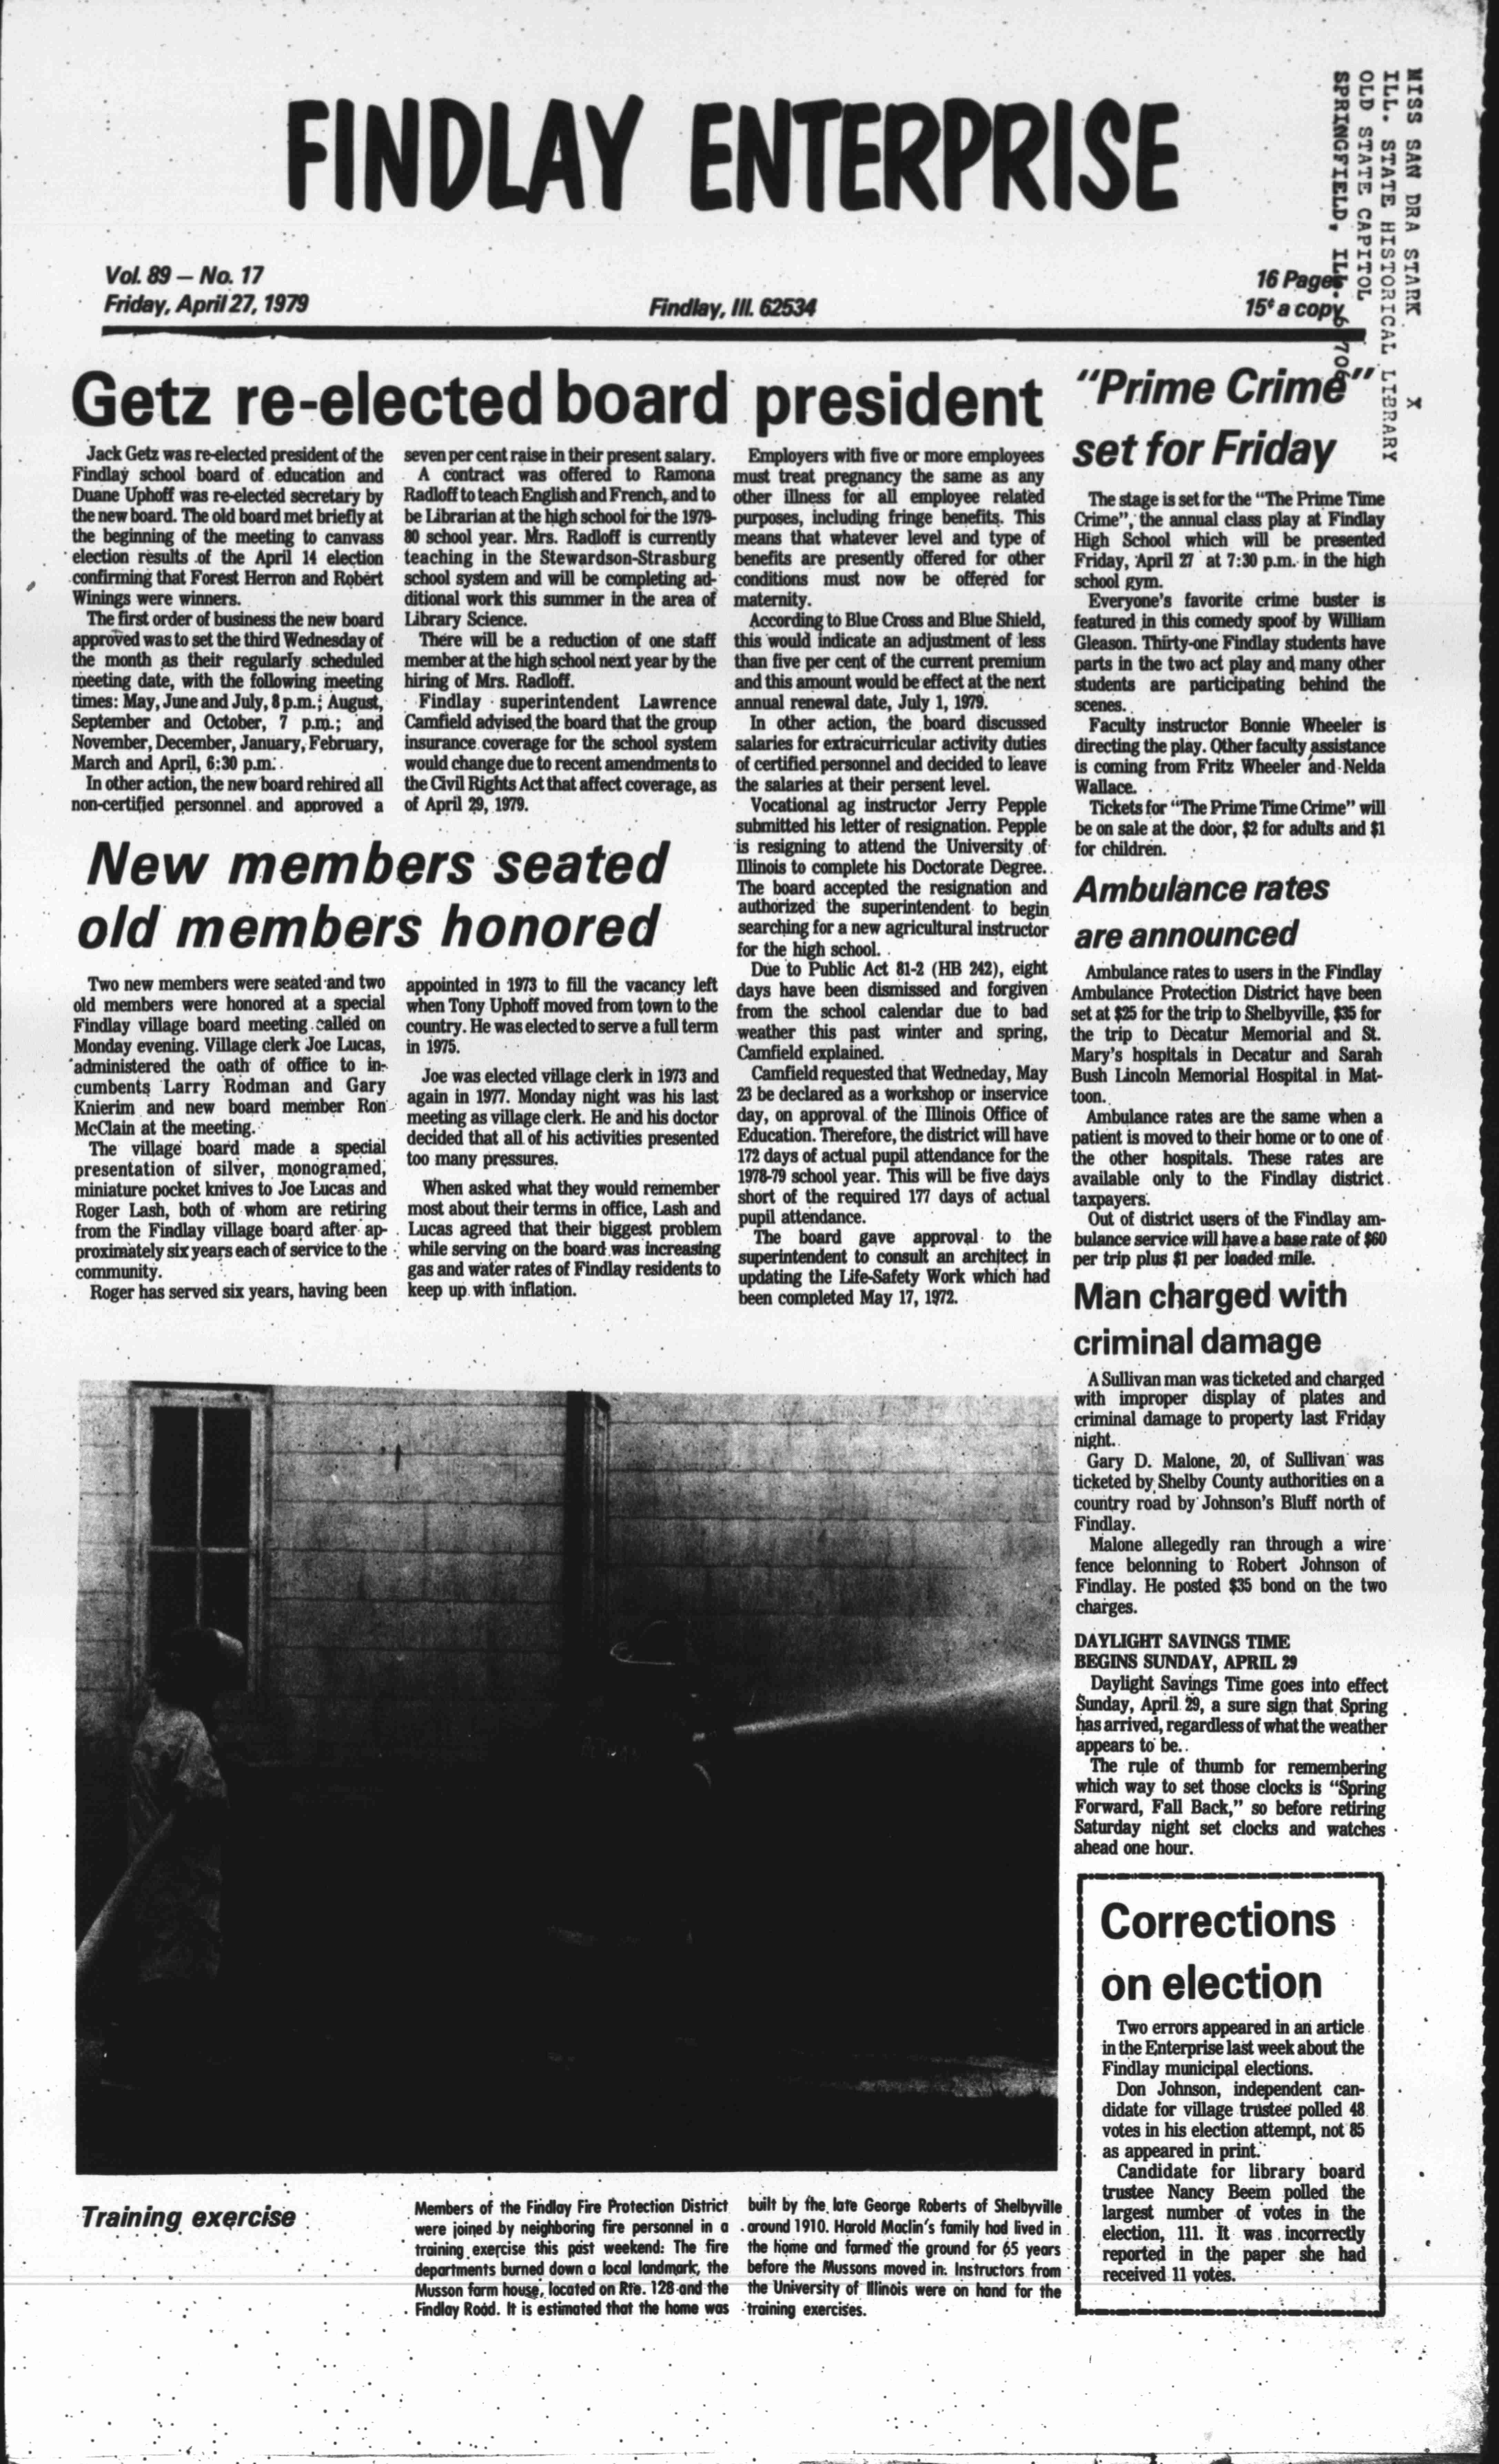 FINDLAY ENTERPRISE
MISS SAN DRA STARK X
ILL. STATE HISTORICAL LIBRARY
OLD STATE CAPITOL
SPRINGFIELD, ILL.
Vol. 89 — No. 17
Friday, April 27, 1979
Findlay, Ill. 62534
16 Pages
15¢ a copy
Getz re-elected board president
Jack Getz was re-elected president of the
Findlay school board of education and
Duane Uphoff was re-elected secretary by
the new board. The old board met briefly at
the beginning of the meeting to canvass
election results of the April 14 election
confirming that Forest Herron and Robert
Winings were winners.
The first order of business the new board
approved was to set the third Wednesday of
the month as their regularly scheduled
meeting date, with the following meeting
times: May, June and July, 8 p.m.; August,
September and October, 7 p.m.; and
November, December, January, February,
March and April, 6:30 p.m.
In other action, the new board rehired all
non-certified personnel and approved a
seven per cent raise in their present salary.
A contract was offered to Ramona
Radloff to teach English and French, and to
be Librarian at the high school for the 1979-
80 school year. Mrs. Radloff is currently
teaching in the Stewardson-Strasburg
school system and will be completing ad-
ditional work this summer in the area of
Library Science.
There will be a reduction of one staff
member at the high school next year by the
hiring of Mrs. Radloff.
Findlay superintendent Lawrence
Camfield advised the board that the group
insurance coverage for the school system
would change due to recent amendments to
the Civil Rights Act that affect coverage, as
of April 29, 1979.
Employers with five or more employees
must treat pregnancy the same as any
other illness for all employee related
purposes, including fringe benefits. This
means that whatever level and type of
benefits are presently offered for other
conditions must now be offered for
maternity.
According to Blue Cross and Blue Shield,
this would indicate an adjustment of less
than five per cent of the current premium
and this amount would be effect at the next
annual renewal date, July 1, 1979.
In other action, the board discussed
salaries for extracurricular activity duties
of certified personnel and decided to leave
the salaries at their persent level.
Vocational ag instructor Jerry Pepple
submitted his letter of resignation. Pepple
is resigning to attend the University of
Illinois to complete his Doctorate Degree.
The board accepted the resignation and
authorized the superintendent to begin
searching for a new agricultural instructor
for the high school.
Due to Public Act 81-2 (HB 242), eight
days have been dismissed and forgiven
from the school calendar due to bad
weather this past winter and spring,
Camfield explained.
Camfield requested that Wedneday, May
23 be declared as a workshop or inservice
day, on approval of the Illinois Office of
Education. Therefore, the district will have
172 days of actual pupil attendance for the
1978-79 school year. This will be five days
short of the required 177 days of actual
pupil attendance.
The board gave approval to the
superintendent to consult an architect in
updating the Life-Safety Work which had
been completed May 17, 1972.
New members seated
old members honored
Two new members were seated and two
old members were honored at a special
Findlay village board meeting called on
Monday evening. Village clerk Joe Lucas,
administered the oath of office to in-
cumbents Larry Rodman and Gary
Knierim and new board member Ron
McClain at the meeting.
The village board made a special
presentation of silver, monogramed,
miniature pocket knives to Joe Lucas and
Roger Lash, both of whom are retiring
from the Findlay village board after ap-
proximately six years each of service to the
community.
Roger has served six years, having been
appointed in 1973 to fill the vacancy left
when Tony Uphoff moved from town to the
country. He was elected to serve a full term
in 1975.
Joe was elected village clerk in 1973 and
again in 1977. Monday night was his last
meeting as village clerk. He and his doctor
decided that all of his activities presented
too many pressures.
When asked what they would remember
most about their terms in office, Lash and
Lucas agreed that their biggest problem
while serving on the board was increasing
gas and water rates of Findlay residents to
keep up with inflation.
"Prime Crime"
set for Friday
The stage is set for the "The Prime Time
Crime", the annual class play at Findlay
High School which will be presented
Friday, April 27 at 7:30 p.m. in the high
school gym.
Everyone's favorite crime buster is
featured in this comedy spoof by William
Gleason. Thirty-one Findlay students have
parts in the two act play and many other
students are participating behind the
scenes.
Faculty instructor Bonnie Wheeler is
directing the play. Other faculty assistance
is coming from Fritz Wheeler and Nelda
Wallace.
Tickets for "The Prime Time Crime" will
be on sale at the door, $2 for adults and $1
for children.
Ambulance rates
are announced
Ambulance rates to users in the Findlay
Ambulance Protection District have been
set at $25 for the trip to Shelbyville, $35 for
the trip to Decatur Memorial and St.
Mary's hospitals in Decatur and Sarah
Bush Lincoln Memorial Hospital in Mat-
toon.
Ambulance rates are the same when a
patient is moved to their home or to one of
the other hospitals. These rates are
available only to the Findlay district
taxpayers.
Out of district users of the Findlay am-
bulance service will have a base rate of $60
per trip plus $1 per loaded mile.
Man charged with
criminal damage
A Sullivan man was ticketed and charged
with improper display of plates and
criminal damage to property last Friday
night.
Gary D. Malone, 20, of Sullivan was
ticketed by Shelby County authorities on a
country road by Johnson's Bluff north of
Findlay.
Malone allegedly ran through a wire
fence belonning to Robert Johnson of
Findlay. He posted $35 bond on the two
charges.
DAYLIGHT SAVINGS TIME
BEGINS SUNDAY, APRIL 29
Daylight Savings Time goes into effect
Sunday, April 29, a sure sign that Spring
has arrived, regardless of what the weather
appears to be.
The rule of thumb for remembering
which way to set those clocks is "Spring
Forward, Fall Back," so before retiring
Saturday night set clocks and watches
ahead one hour.
Corrections
on election
Two errors appeared in an article
in the Enterprise last week about the
Findlay municipal elections.
Don Johnson, independent can-
didate for village trustee polled 48
votes in his election attempt, not 85
as appeared in print.
Candidate for library board
trustee Nancy Beem polled the
largest number of votes in the
election, 111. It was incorrectly
reported in the paper she had
received 11 votes.
Training exercise
Members of the Findlay Fire Protection District
were joined by neighboring fire personnel in a
training exercise this past weekend: The fire
departments burned down a local landmark, the
Musson farm house, located on Rte. 128 and the
Findlay Road. It is estimated that the home was
built by the late George Roberts of Shelbyville
around 1910. Harold Maclin's family had lived in
the home and farmed the ground for 65 years
before the Mussons moved in. Instructors from
the University of Illinois were on hand for the
training exercises.